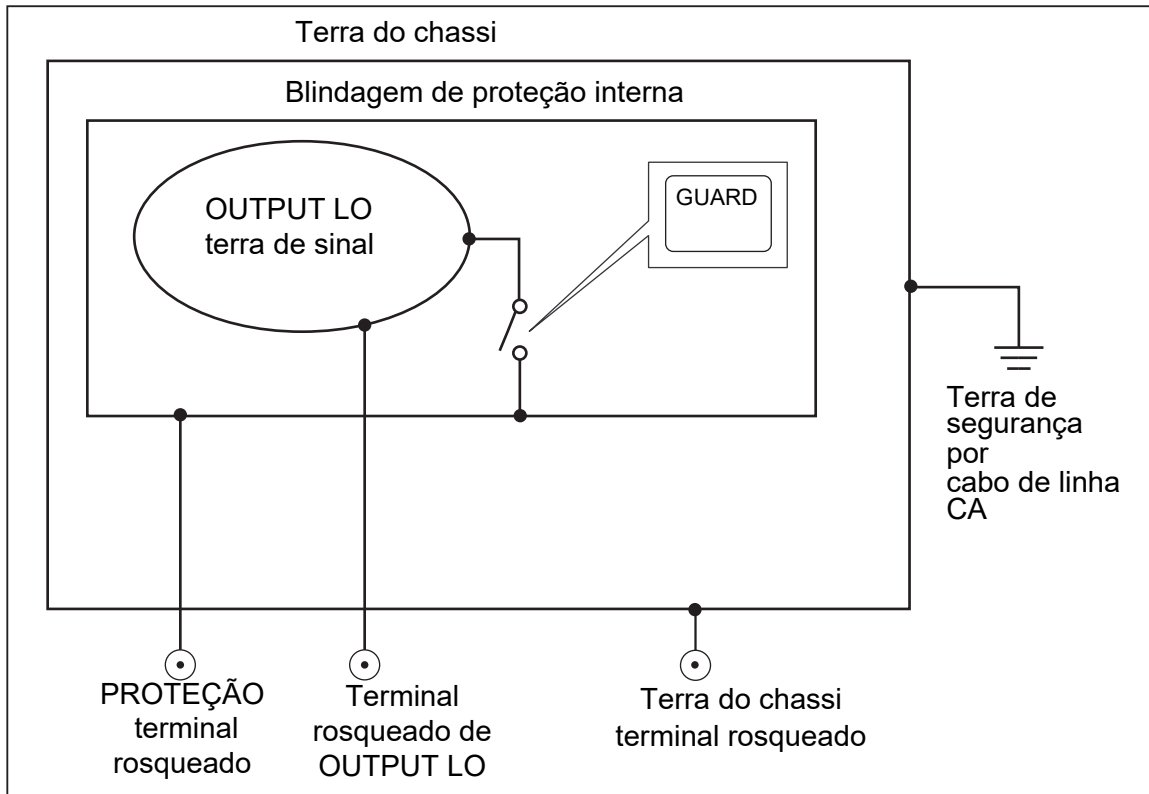 Terra do chassi
Blindagem de proteção interna
OUTPUT LO
terra de sinal
GUARD
Terra de
segurança
por
cabo de linha
CA
PROTEÇÃO
terminal
rosqueado
Terminal
rosqueado de
OUTPUT LO
Terra do chassi
terminal rosqueado